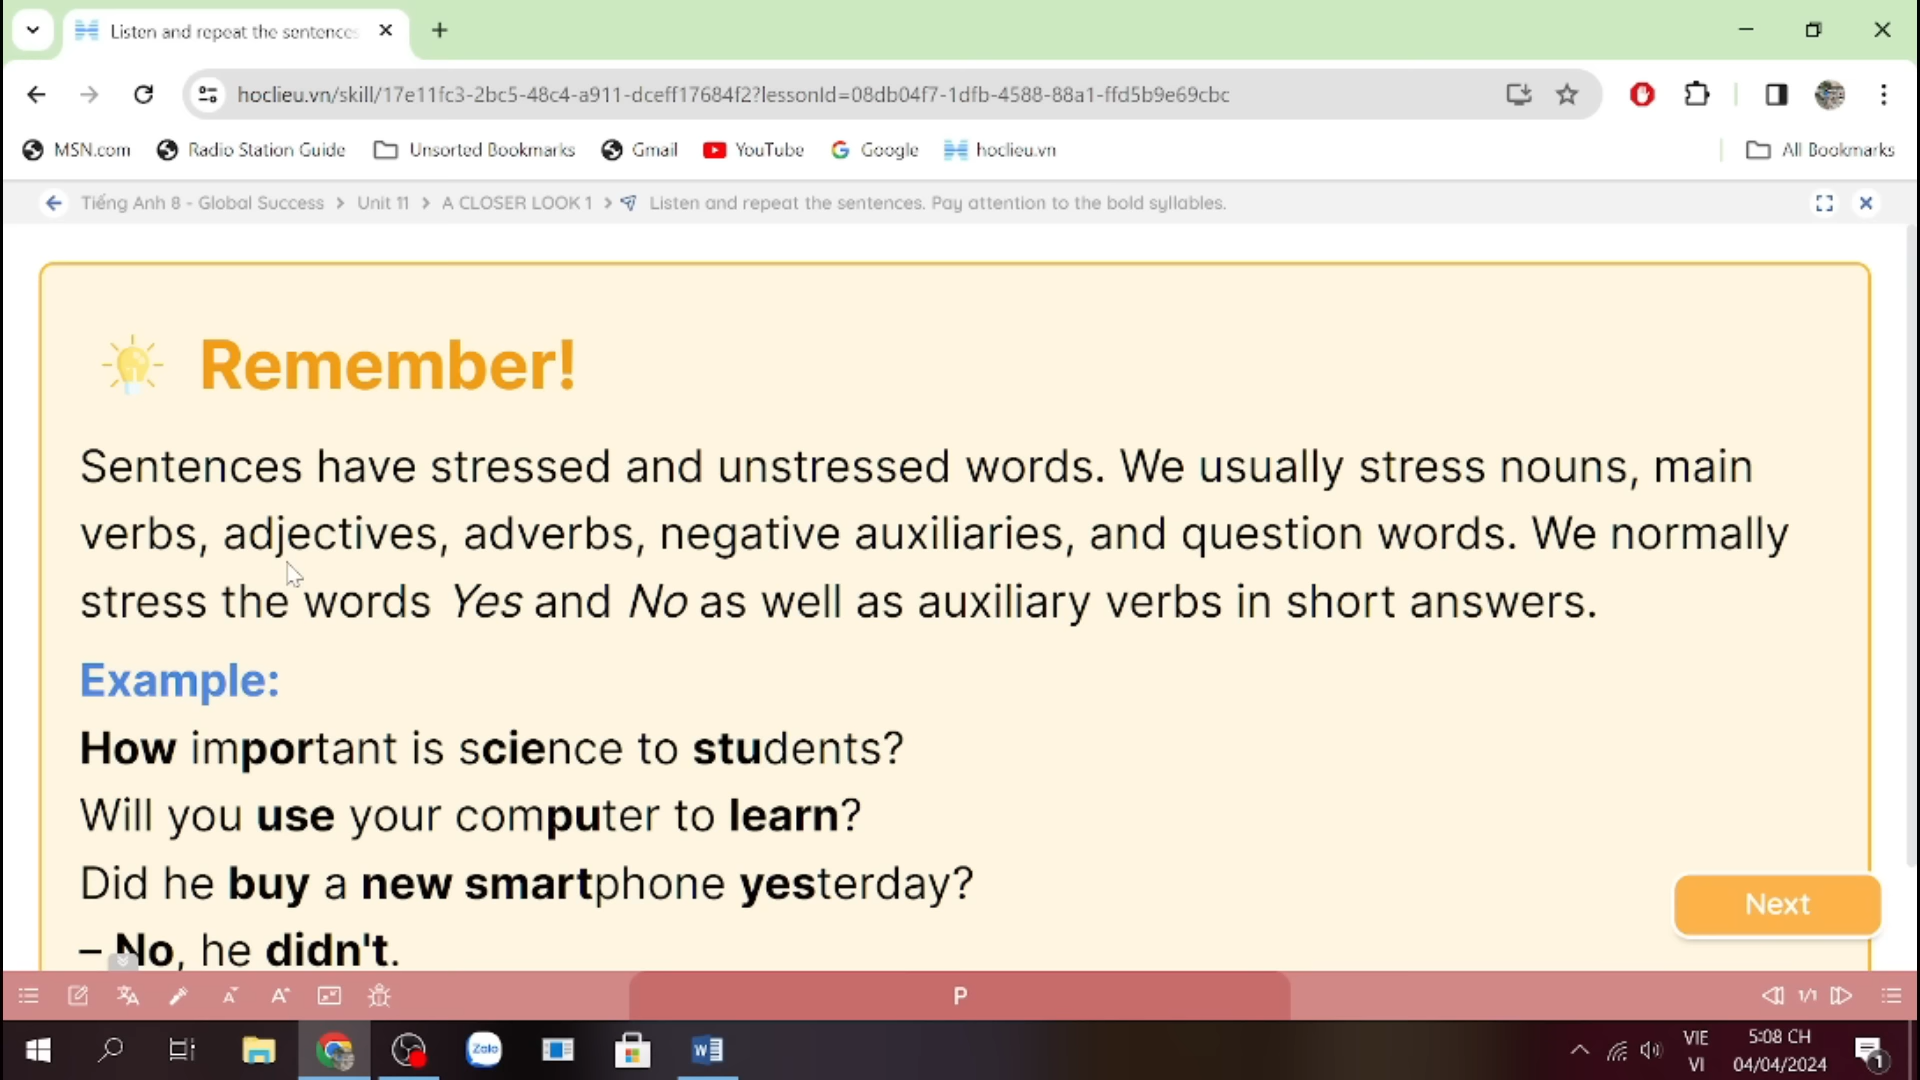 Listen and repeat the sentences
hoclieu.vn/skill/17e11fc3-2bc5-48c4-a911-dceff17684f2?lessonId=08db04f7-1dfb-4588-88a1-ffd5b9e69cbc
MSN.com Radio Station Guide Unsorted Bookmarks Gmail YouTube Google hoclieu.vn All Bookmarks
Tiếng Anh 8 - Global Success > Unit 11 > A CLOSER LOOK 1 > Listen and repeat the sentences. Pay attention to the bold syllables.
Remember!
Sentences have stressed and unstressed words. We usually stress nouns, main
verbs, adjectives, adverbs, negative auxiliaries, and question words. We normally
stress the words Yes and No as well as auxiliary verbs in short answers.
Example:
How important is science to students?
Will you use your computer to learn?
Did he buy a new smartphone yesterday?
– No, he didn't.
Next
P
1/1
Zalo
VIE
VI
5:08 CH
04/04/2024
1